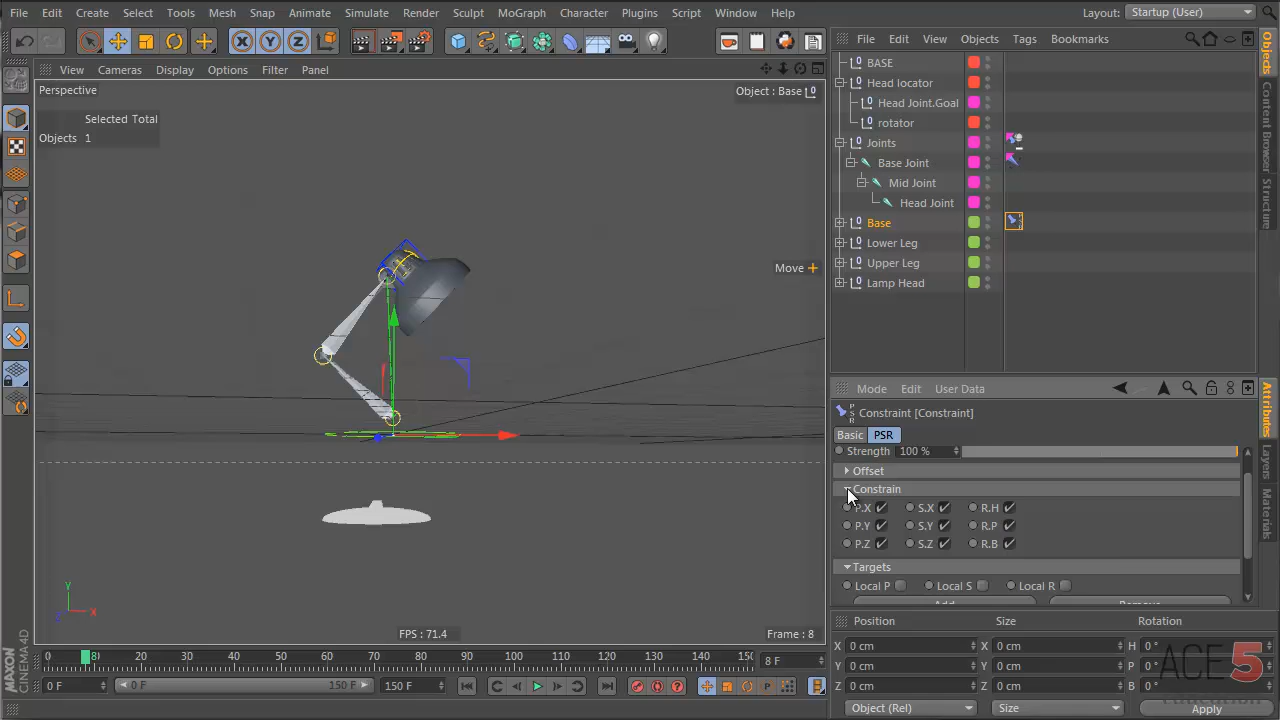 File Edit Create Select Tools Mesh Snap Animate Simulate Render Sculpt MoGraph Character Plugins Script Window Help Layout: Startup (User)
X Y Z
View Cameras Display Options Filter Panel
File Edit View Objects Tags Bookmarks
Perspective
Object : Base
Selected Total
Objects 1
Move
FPS : 71.4
Frame : 8
BASE
Head locator
Head Joint.Goal
rotator
Joints
Base Joint
Mid Joint
Head Joint
Base
Lower Leg
Upper Leg
Lamp Head
Objects
Content Browser
Structure
Mode Edit User Data
Constraint [Constraint]
Basic PSR
Strength 100 %
Offset
Constrain
P.X S.X R.H
P.Y S.Y R.P
P.Z S.Z R.B
Targets
Local P Local S Local R
Add Remove
Attributes
Layers
Materials
0 8 10 20 30 40 50 60 70 80 90 100 110 120 130 140 150 8 F
0 F 0 F 150 F 150 F
Position Size Rotation
X 0 cm X 0 cm H 0 °
Y 0 cm Y 0 cm P 0 °
Z 0 cm Z 0 cm B 0 °
Object (Rel) Size Apply
MAXON
CINEMA4D
ACE5